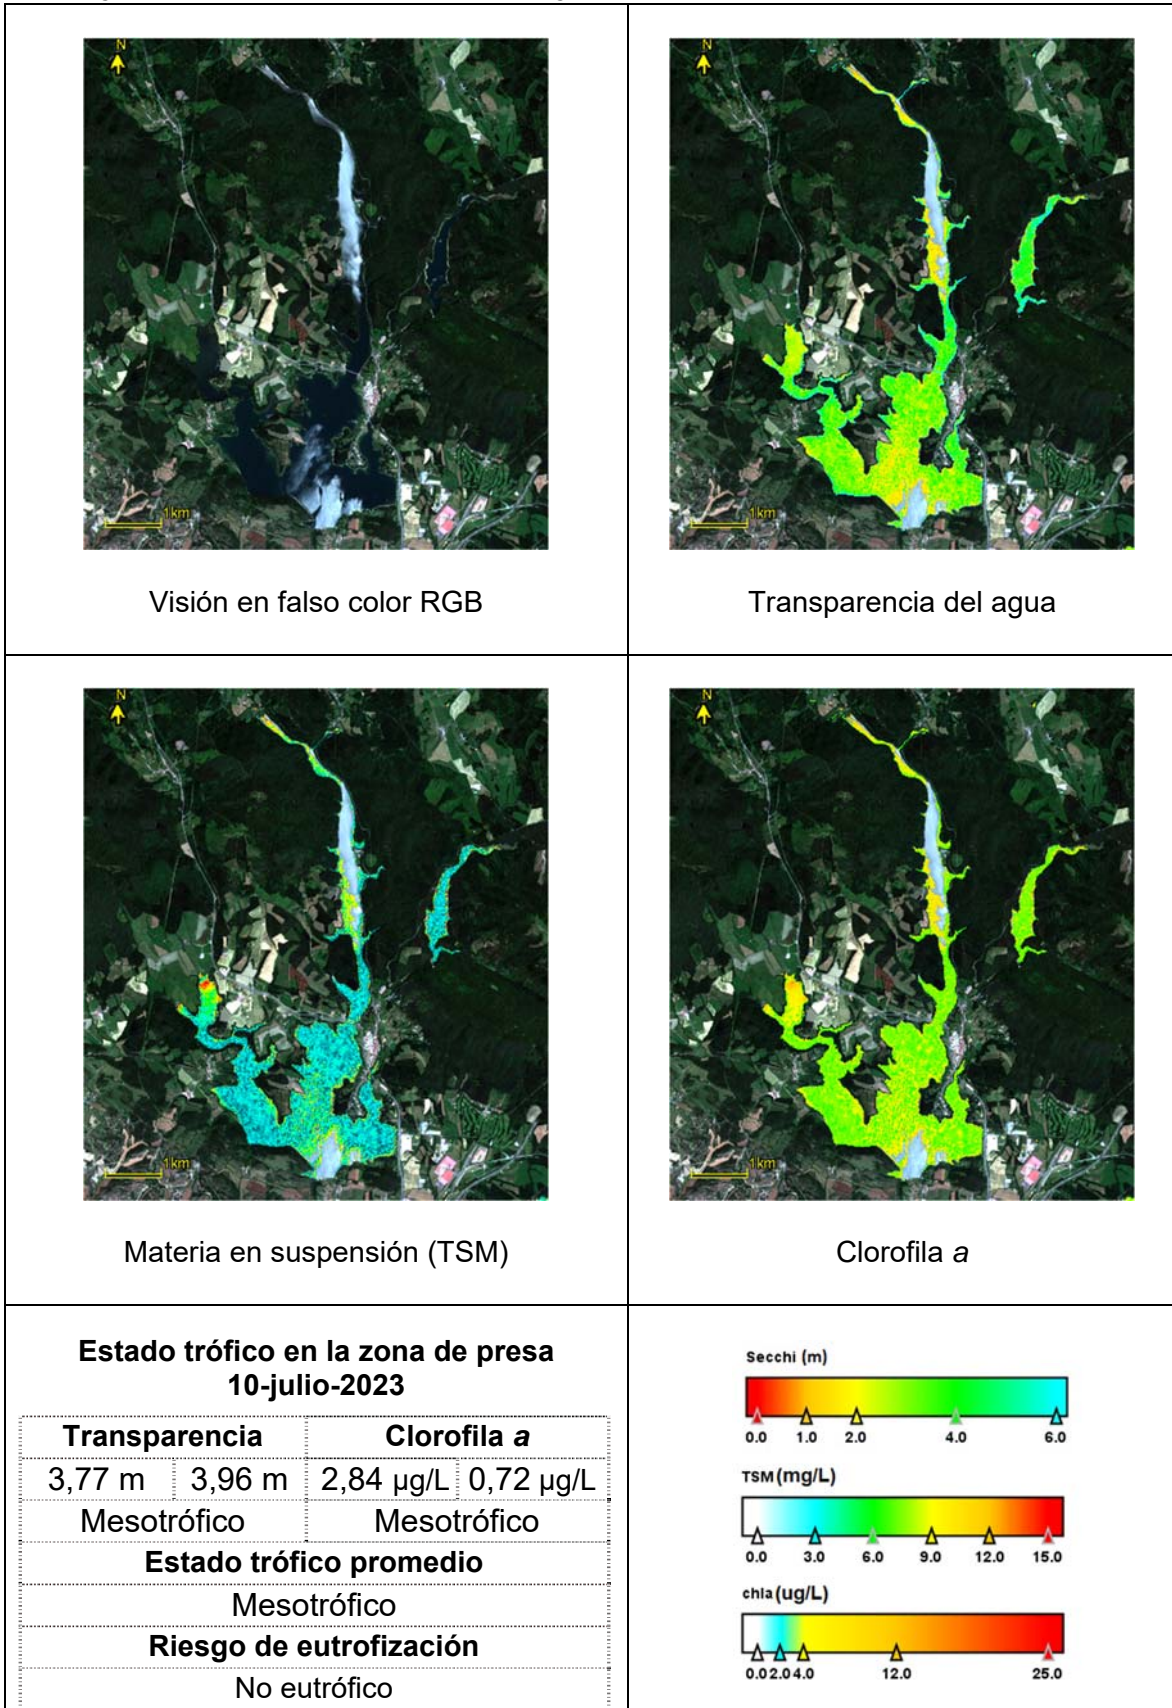 N
1km
Visión en falso color RGB
N
1km
Transparencia del agua
N
1km
Materia en suspensión (TSM)
N
1km
Clorofila a
Estado trófico en la zona de presa
10-julio-2023
Transparencia Clorofila a
3,77 m 3,96 m 2,84 µg/L 0,72 µg/L
Mesotrófico Mesotrófico
Estado trófico promedio
Mesotrófico
Riesgo de eutrofización
No eutrófico
Secchi (m)
0.0 1.0 2.0 4.0 6.0
TSM (mg/L)
0.0 3.0 6.0 9.0 12.0 15.0
chla (ug/L)
0.0 2.0 4.0 12.0 25.0